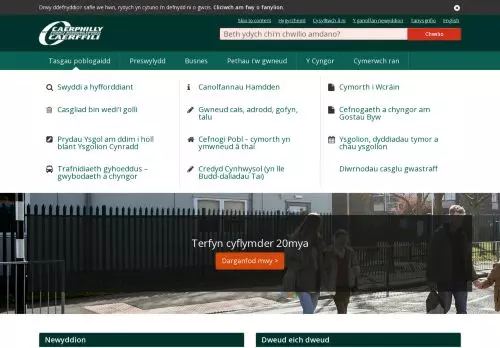 Drwy ddefnyddio'r safle we hwn, rydych yn cytuno i'n defnydd ni o gwcis. Cliciwch am fwy o fanylion.
Skip to content
Hygyrchedd
Cysylltwch â ni
Y ganolfan newyddion
Tanysgrifio
English
CAERPHILLY
CAERFFILI
Beth ydych chi'n chwilio amdano?
Chwilio
Tasgau poblogaidd
Preswylydd
Busnes
Pethau i'w gwneud
Y Cyngor
Cymerwch ran
Swyddi a hyfforddiant
Canolfannau Hamdden
Cymorth i Wcráin
Casgliad bin wedi'i golli
Gwneud cais, adrodd, gofyn,
talu
Cefnogaeth a chyngor am
Gostau Byw
Prydau Ysgol am ddim i holl
blant Ysgolion Cynradd
Cefnogi Pobl – cymorth yn
ymwneud â thai
Ysgolion, dyddiadau tymor a
chau ysgolion
Trafnidiaeth gyhoeddus –
gwybodaeth a chyngor
Credyd Cynhwysol (yn lle
Budd-daliadau Tai)
Diwrnodau casglu gwastraff
Terfyn cyflymder 20mya
Darganfod mwy >
Newyddion
Dweud eich dweud